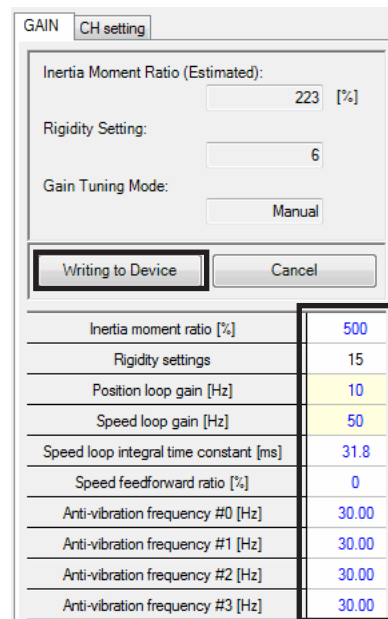 GAIN CH setting
Inertia Moment Ratio (Estimated):
223 [%]
Rigidity Setting:
6
Gain Tuning Mode:
Manual
Writing to Device Cancel
Inertia moment ratio [%] 500
Rigidity settings 15
Position loop gain [Hz] 10
Speed loop gain [Hz] 50
Speed loop integral time constant [ms] 31.8
Speed feedforward ratio [%] 0
Anti-vibration frequency #0 [Hz] 30.00
Anti-vibration frequency #1 [Hz] 30.00
Anti-vibration frequency #2 [Hz] 30.00
Anti-vibration frequency #3 [Hz] 30.00